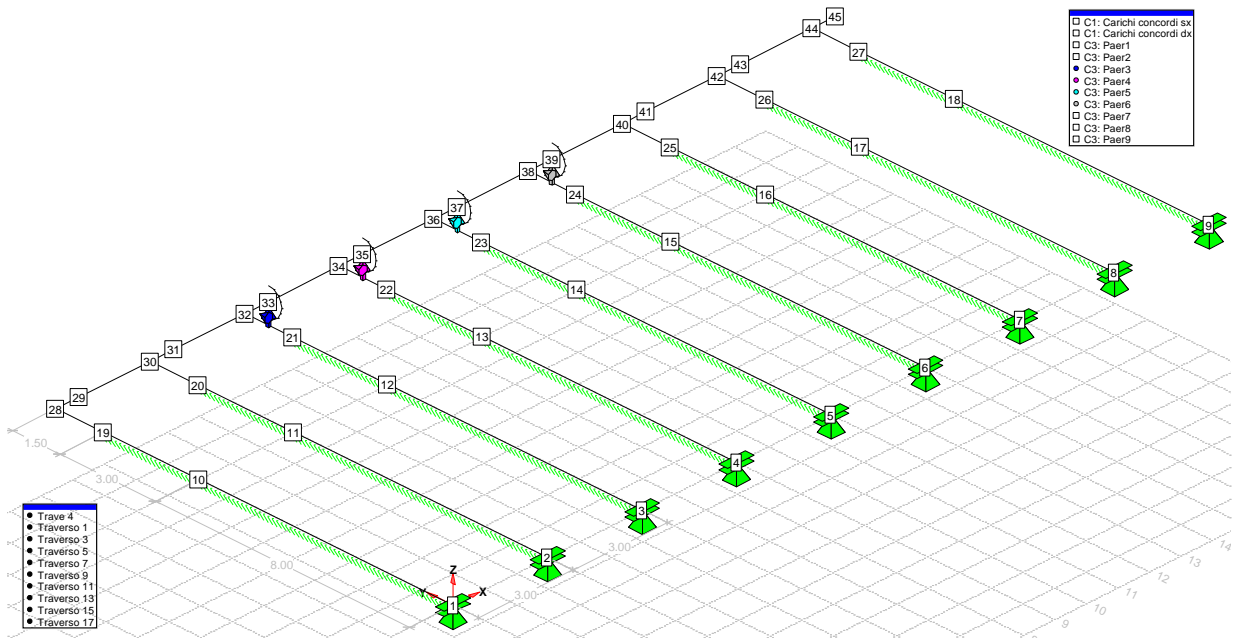 45
44
C1: Carichi concordi sx
C1: Carichi concordi dx
C3: Paer1
C3: Paer2
C3: Paer3
C3: Paer4
C3: Paer5
C3: Paer6
C3: Paer7
C3: Paer8
C3: Paer9
27
43
42
26
18
41
40
25
17
39
38
24
16
37
36
23
15
9
35
34
22
14
8
33
32
21
13
7
31
30
20
12
6
29
28
19
11
5
1.50
3.00
10
4
8.00
3
3.00
2
3.00
14
13
12
11
10
9
Z
Y
X
1
Trave 4
Traverso 1
Traverso 3
Traverso 5
Traverso 7
Traverso 9
Traverso 11
Traverso 13
Traverso 15
Traverso 17